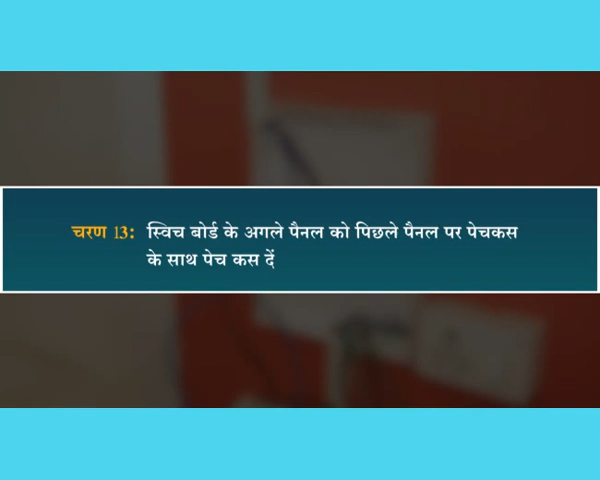 चरण 13: स्विच बोर्ड के अगले पैनल को पिछले पैनल पर पेचकस
के साथ पेच कस दें